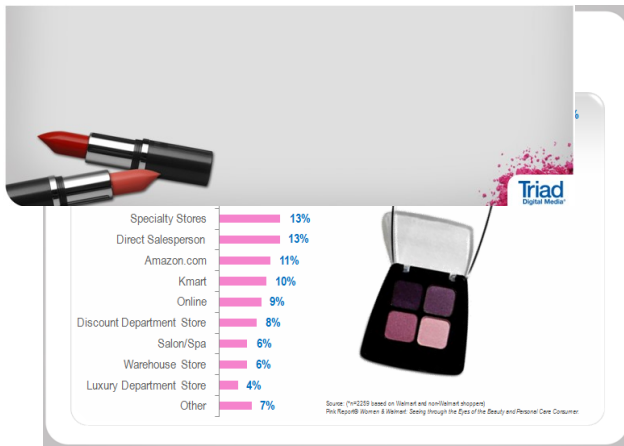 %
Triad
Digital Media®
Specialty Stores 13%
Direct Salesperson 13%
Amazon.com 11%
Kmart 10%
Online 9%
Discount Department Store 8%
Salon/Spa 6%
Warehouse Store 6%
Luxury Department Store 4%
Other 7%
Source: (*n=2259 based on Walmart and non-Walmart shoppers)
Pink Report® Women & Walmart: Seeing through the Eyes of the Beauty and Personal Care Consumer